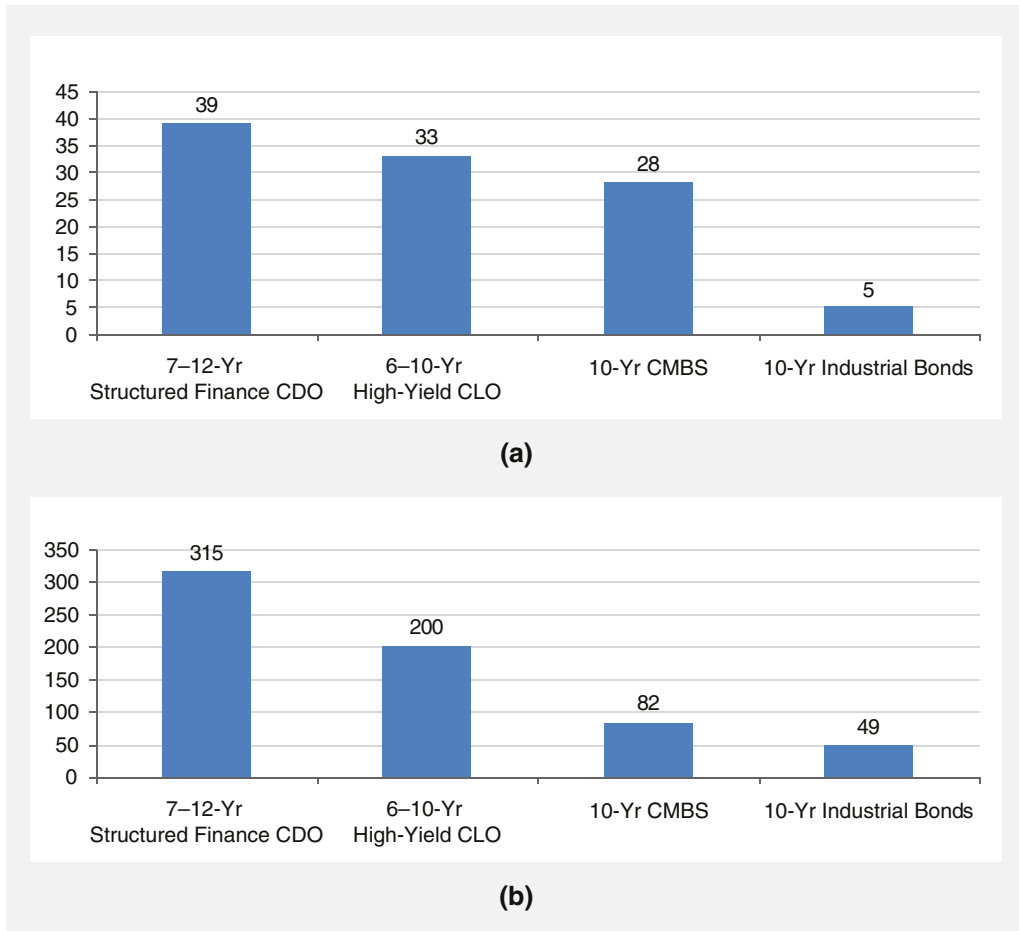 45
40
35
30
25
20
15
10
5
0
39
33
28
5
7–12-Yr
Structured Finance CDO
6–10-Yr
High-Yield CLO
10-Yr CMBS
10-Yr Industrial Bonds
(a)
350
300
250
200
150
100
50
0
315
200
82
49
7–12-Yr
Structured Finance CDO
6–10-Yr
High-Yield CLO
10-Yr CMBS
10-Yr Industrial Bonds
(b)